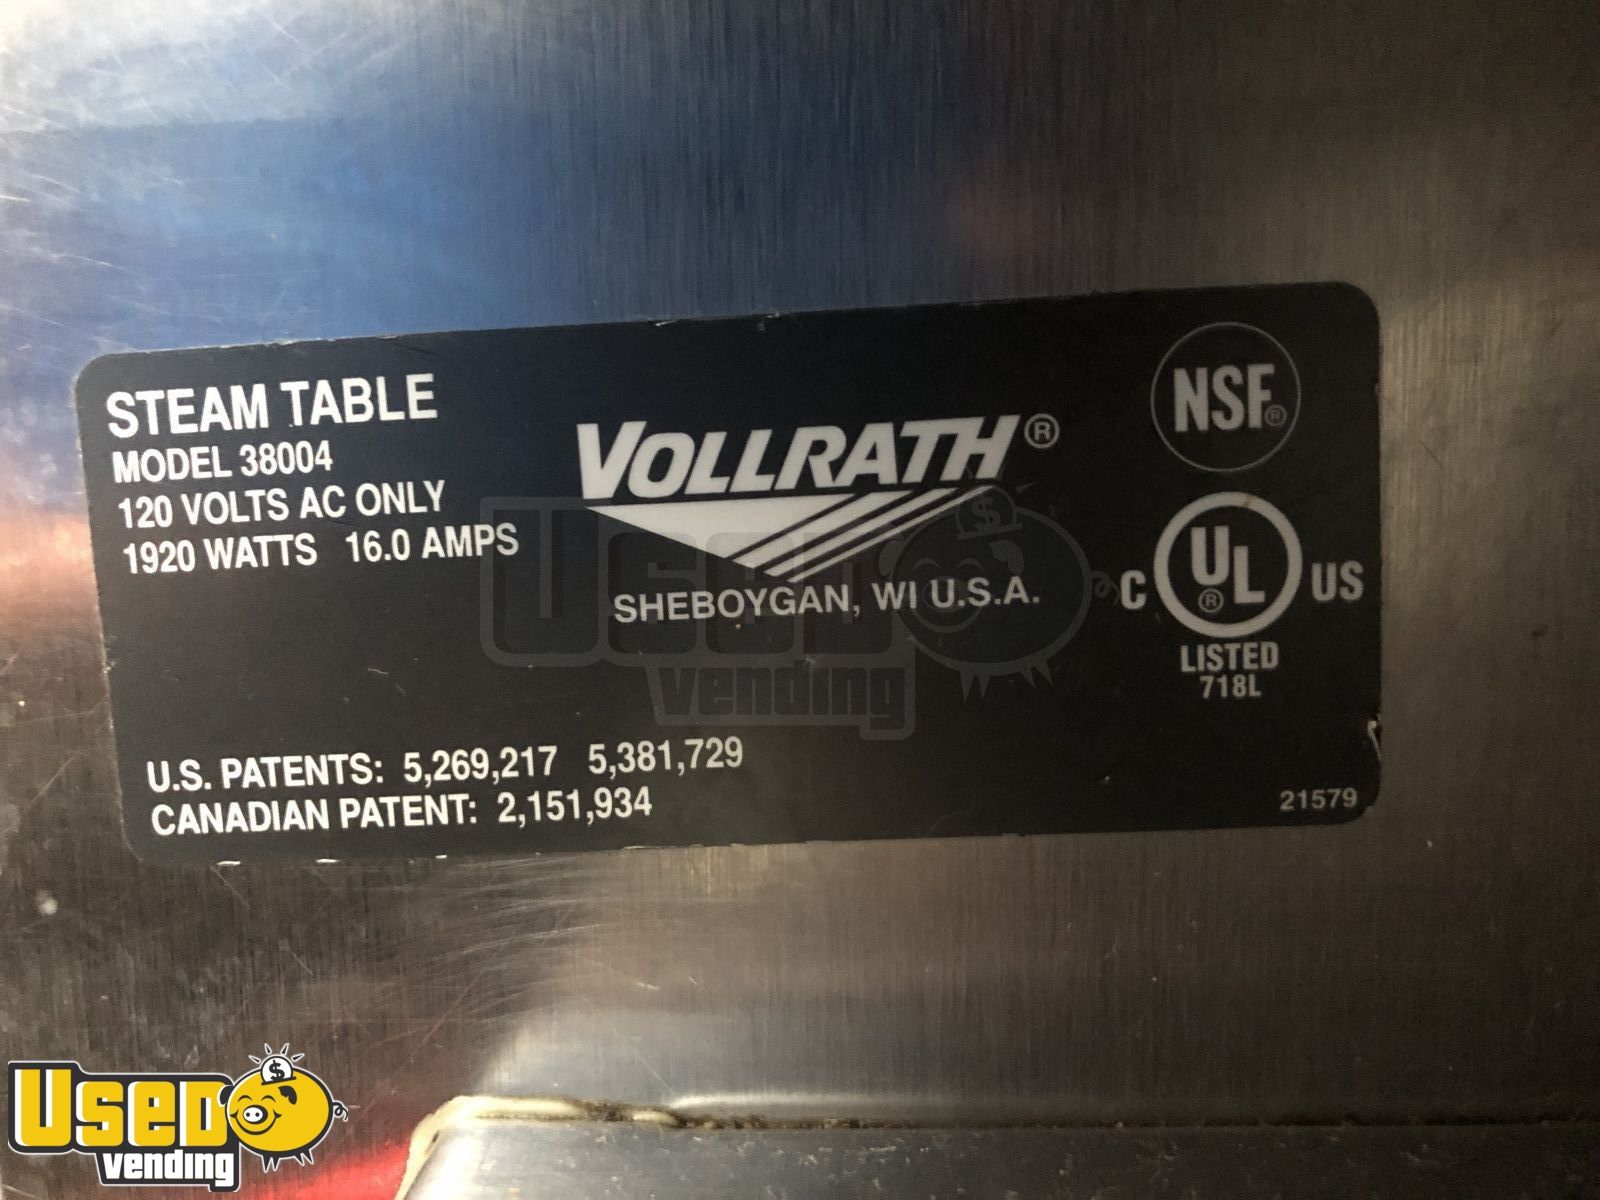 STEAM TABLE
MODEL 38004
120 VOLTS AC ONLY
1920 WATTS 16.0 AMPS
VOLLRATH®
SHEBOYGAN, WI U.S.A.
NSF®
C UL® US
LISTED
718L
U.S. PATENTS: 5,269,217 5,381,729
CANADIAN PATENT: 2,151,934
21579
USED
vending
$
USED
vending
$